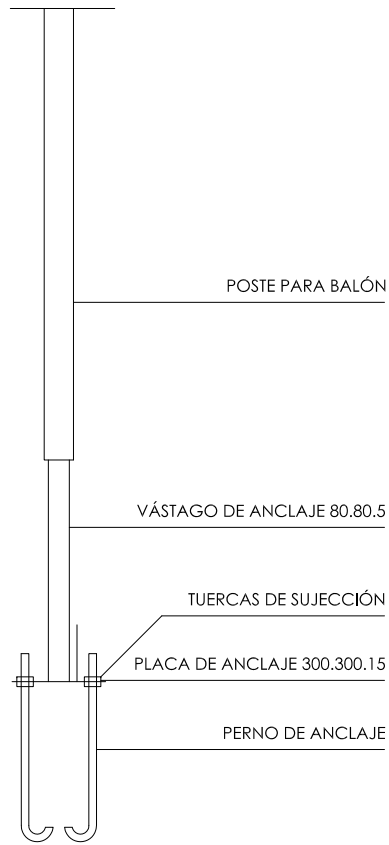 POSTE PARA BALÓN
VÁSTAGO DE ANCLAJE 80.80.5
TUERCAS DE SUJECCIÓN
PLACA DE ANCLAJE 300.300.15
PERNO DE ANCLAJE